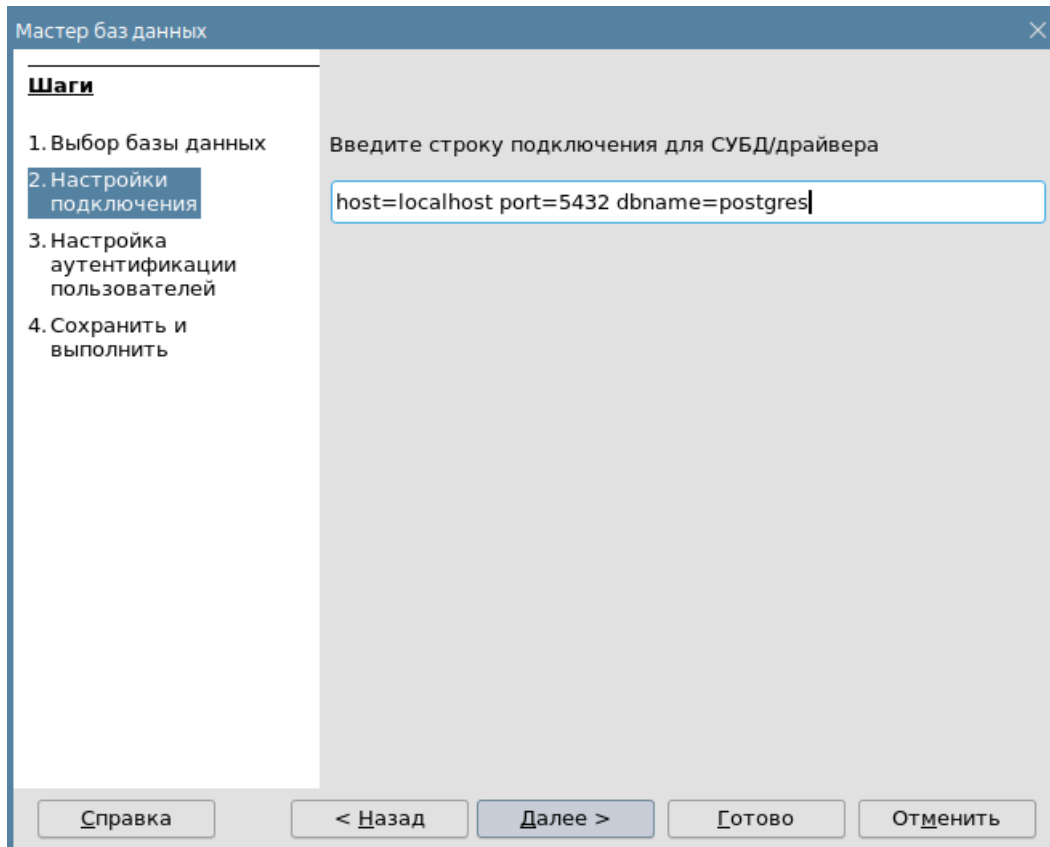 Мастер баз данных
Шаги
1. Выбор базы данных
2. Настройки
подключения
3. Настройка
аутентификации
пользователей
4. Сохранить и
выполнить
Введите строку подключения для СУБД/драйвера
host=localhost port=5432 dbname=postgres
Справка
< Назад
Далее >
Готово
Отменить